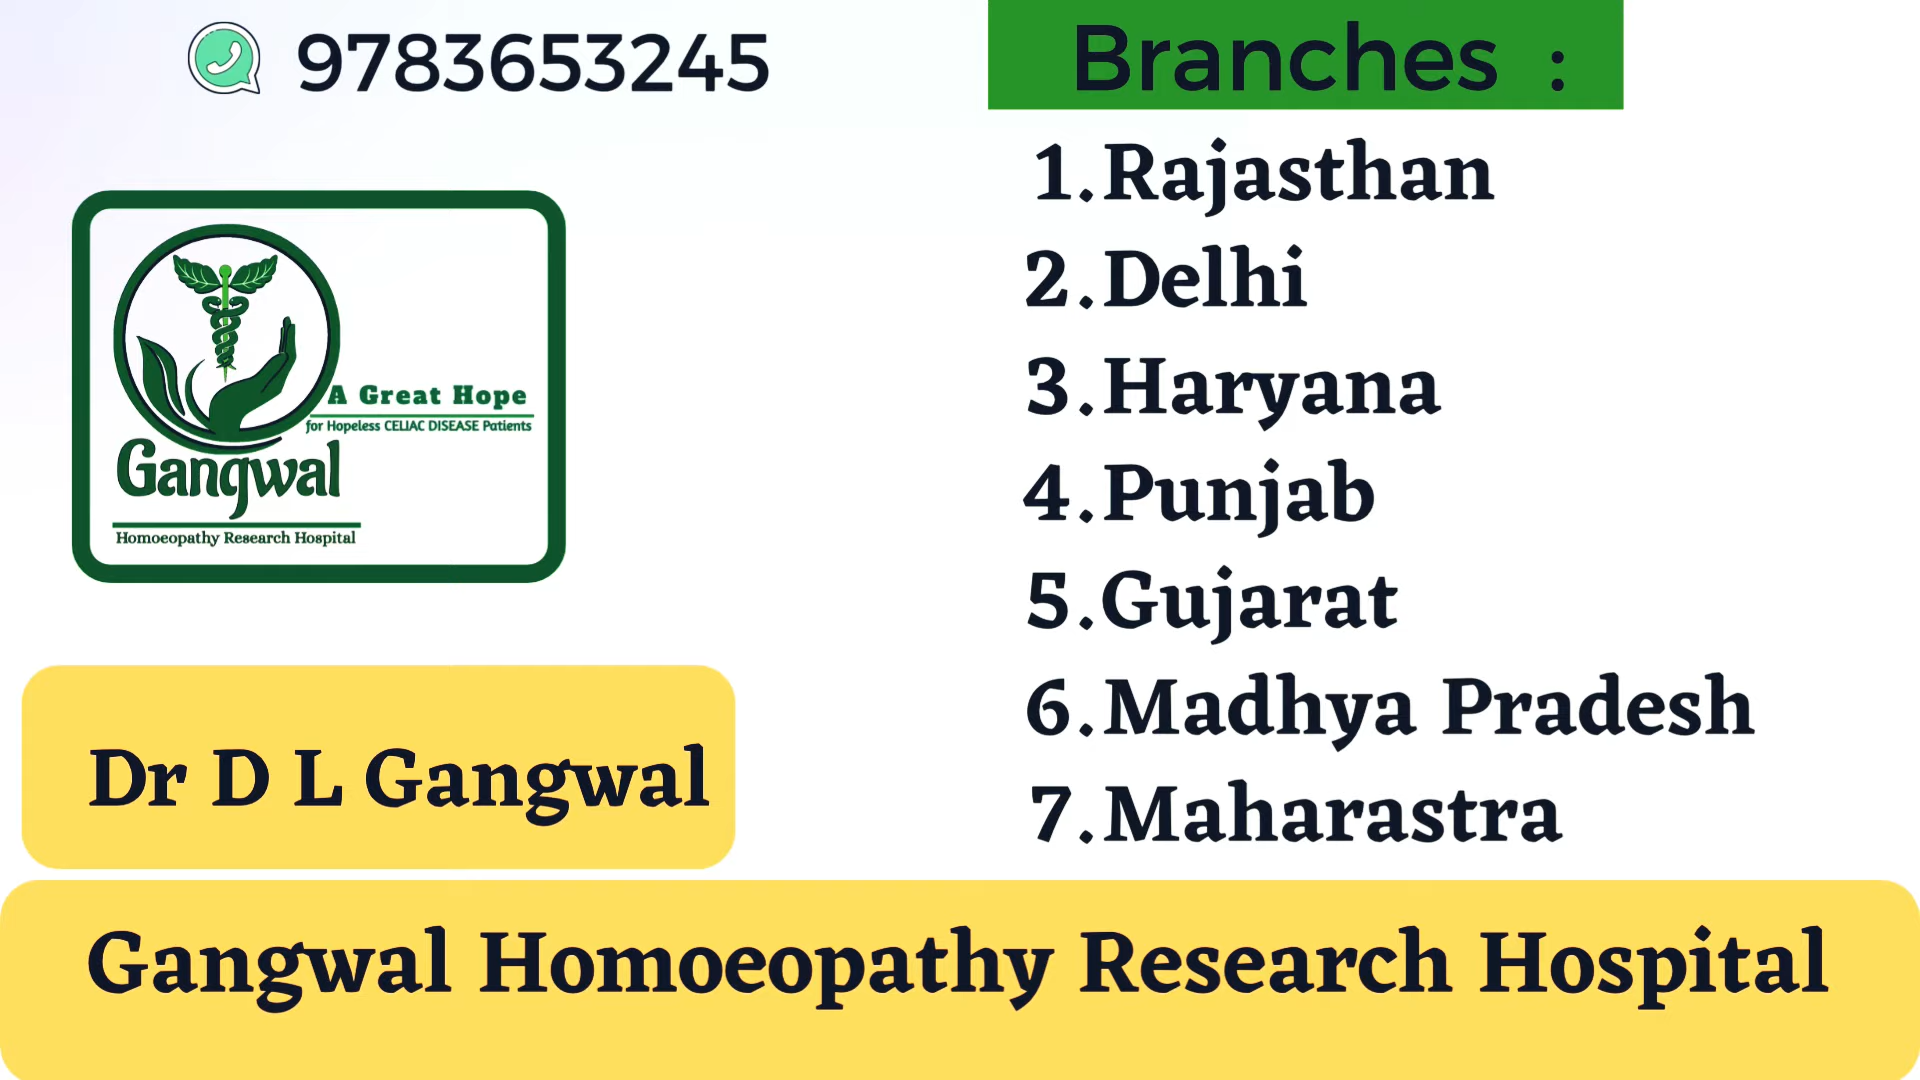 9783653245
A Great Hope
for Hopeless CELIAC DISEASE Patients
Gangwal
Homoeopathy Research Hospital
Dr D L Gangwal
Branches :
1.Rajasthan
2.Delhi
3.Haryana
4.Punjab
5.Gujarat
6.Madhya Pradesh
7.Maharastra
Gangwal Homoeopathy Research Hospital